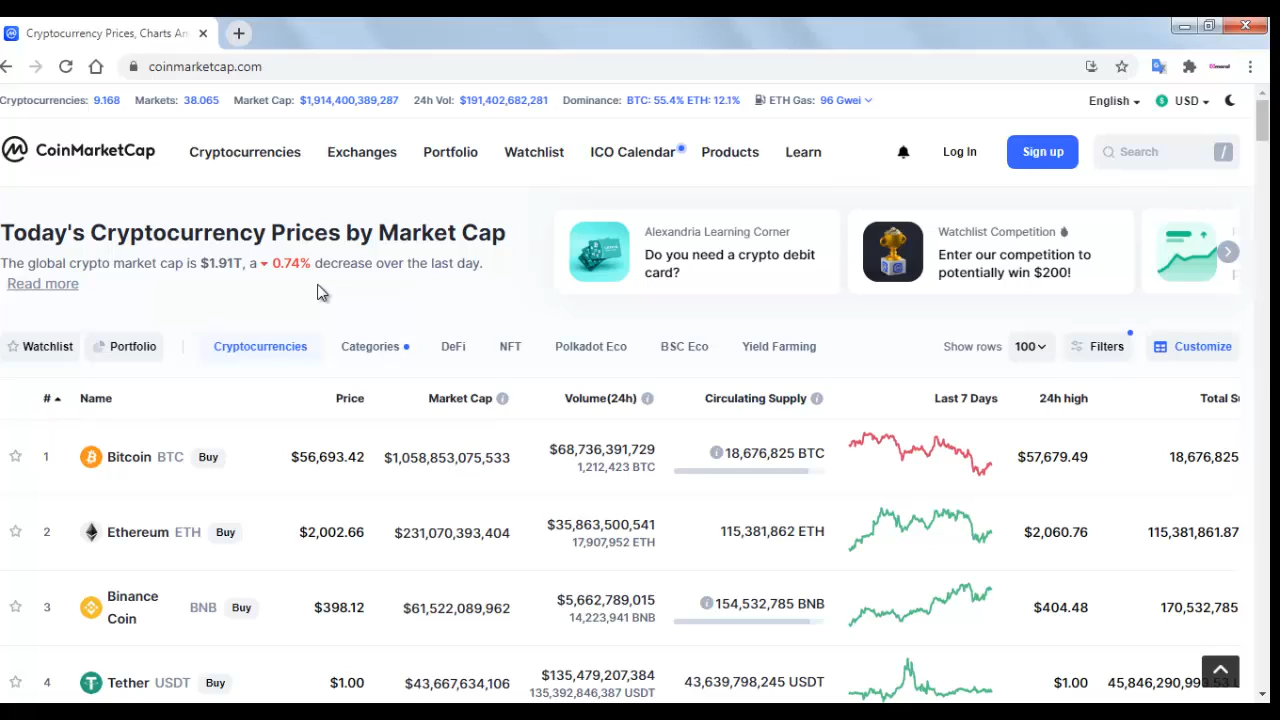 Cryptocurrency Prices, Charts An
coinmarketcap.com
Cryptocurrencies: 9.168 Markets: 38.065 Market Cap: $1,914,400,389,287 24h Vol: $191,402,682,281 Dominance: BTC: 55.4% ETH: 12.1% ETH Gas: 96 Gwei English USD
CoinMarketCap Cryptocurrencies Exchanges Portfolio Watchlist ICO Calendar Products Learn Log In Sign up Search /
Today's Cryptocurrency Prices by Market Cap
The global crypto market cap is $1.91T, a 0.74% decrease over the last day.
Read more
Alexandria Learning Corner
Do you need a crypto debit
card?
Watchlist Competition
Enter our competition to
potentially win $200!
Watchlist Portfolio Cryptocurrencies Categories DeFi NFT Polkadot Eco BSC Eco Yield Farming Show rows 100 Filters Customize
# Name Price Market Cap Volume(24h) Circulating Supply Last 7 Days 24h high Total S
1 Bitcoin BTC Buy $56,693.42 $1,058,853,075,533 $68,736,391,729 18,676,825 BTC $57,679.49 18,676,825
1,212,423 BTC
2 Ethereum ETH Buy $2,002.66 $231,070,393,404 $35,863,500,541 115,381,862 ETH $2,060.76 115,381,861.87
17,907,952 ETH
3 Binance Coin BNB Buy $398.12 $61,522,089,962 $5,662,789,015 154,532,785 BNB $404.48 170,532,785
14,223,941 BNB
4 Tether USDT Buy $1.00 $43,667,634,106 $135,479,207,384 43,639,798,245 USDT $1.00 45,846,290,993.53
135,392,846,387 USDT